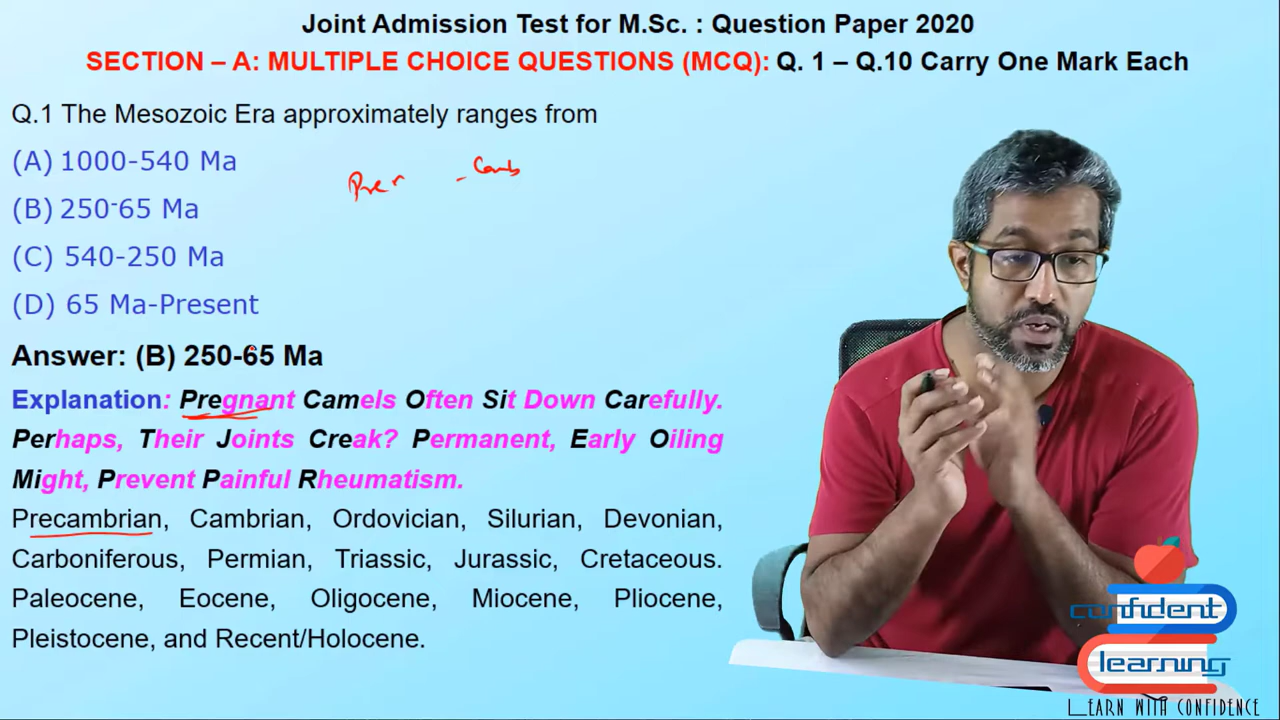 Joint Admission Test for M.Sc. : Question Paper 2020
SECTION – A: MULTIPLE CHOICE QUESTIONS (MCQ): Q. 1 – Q.10 Carry One Mark Each
Q.1 The Mesozoic Era approximately ranges from
(A) 1000-540 Ma
(B) 250-65 Ma
(C) 540-250 Ma
(D) 65 Ma-Present
- Camb
Answer: (B) 250-65 Ma
Explanation: Pregnant Camels Often Sit Down Carefully.
Perhaps, Their Joints Creak? Permanent, Early Oiling
Might, Prevent Painful Rheumatism.
Precambrian, Cambrian, Ordovician, Silurian, Devonian,
Carboniferous, Permian, Triassic, Jurassic, Cretaceous.
Paleocene, Eocene, Oligocene, Miocene, Pliocene,
Pleistocene, and Recent/Holocene.
confident
learning
LEARN WITH CONFIDENCE